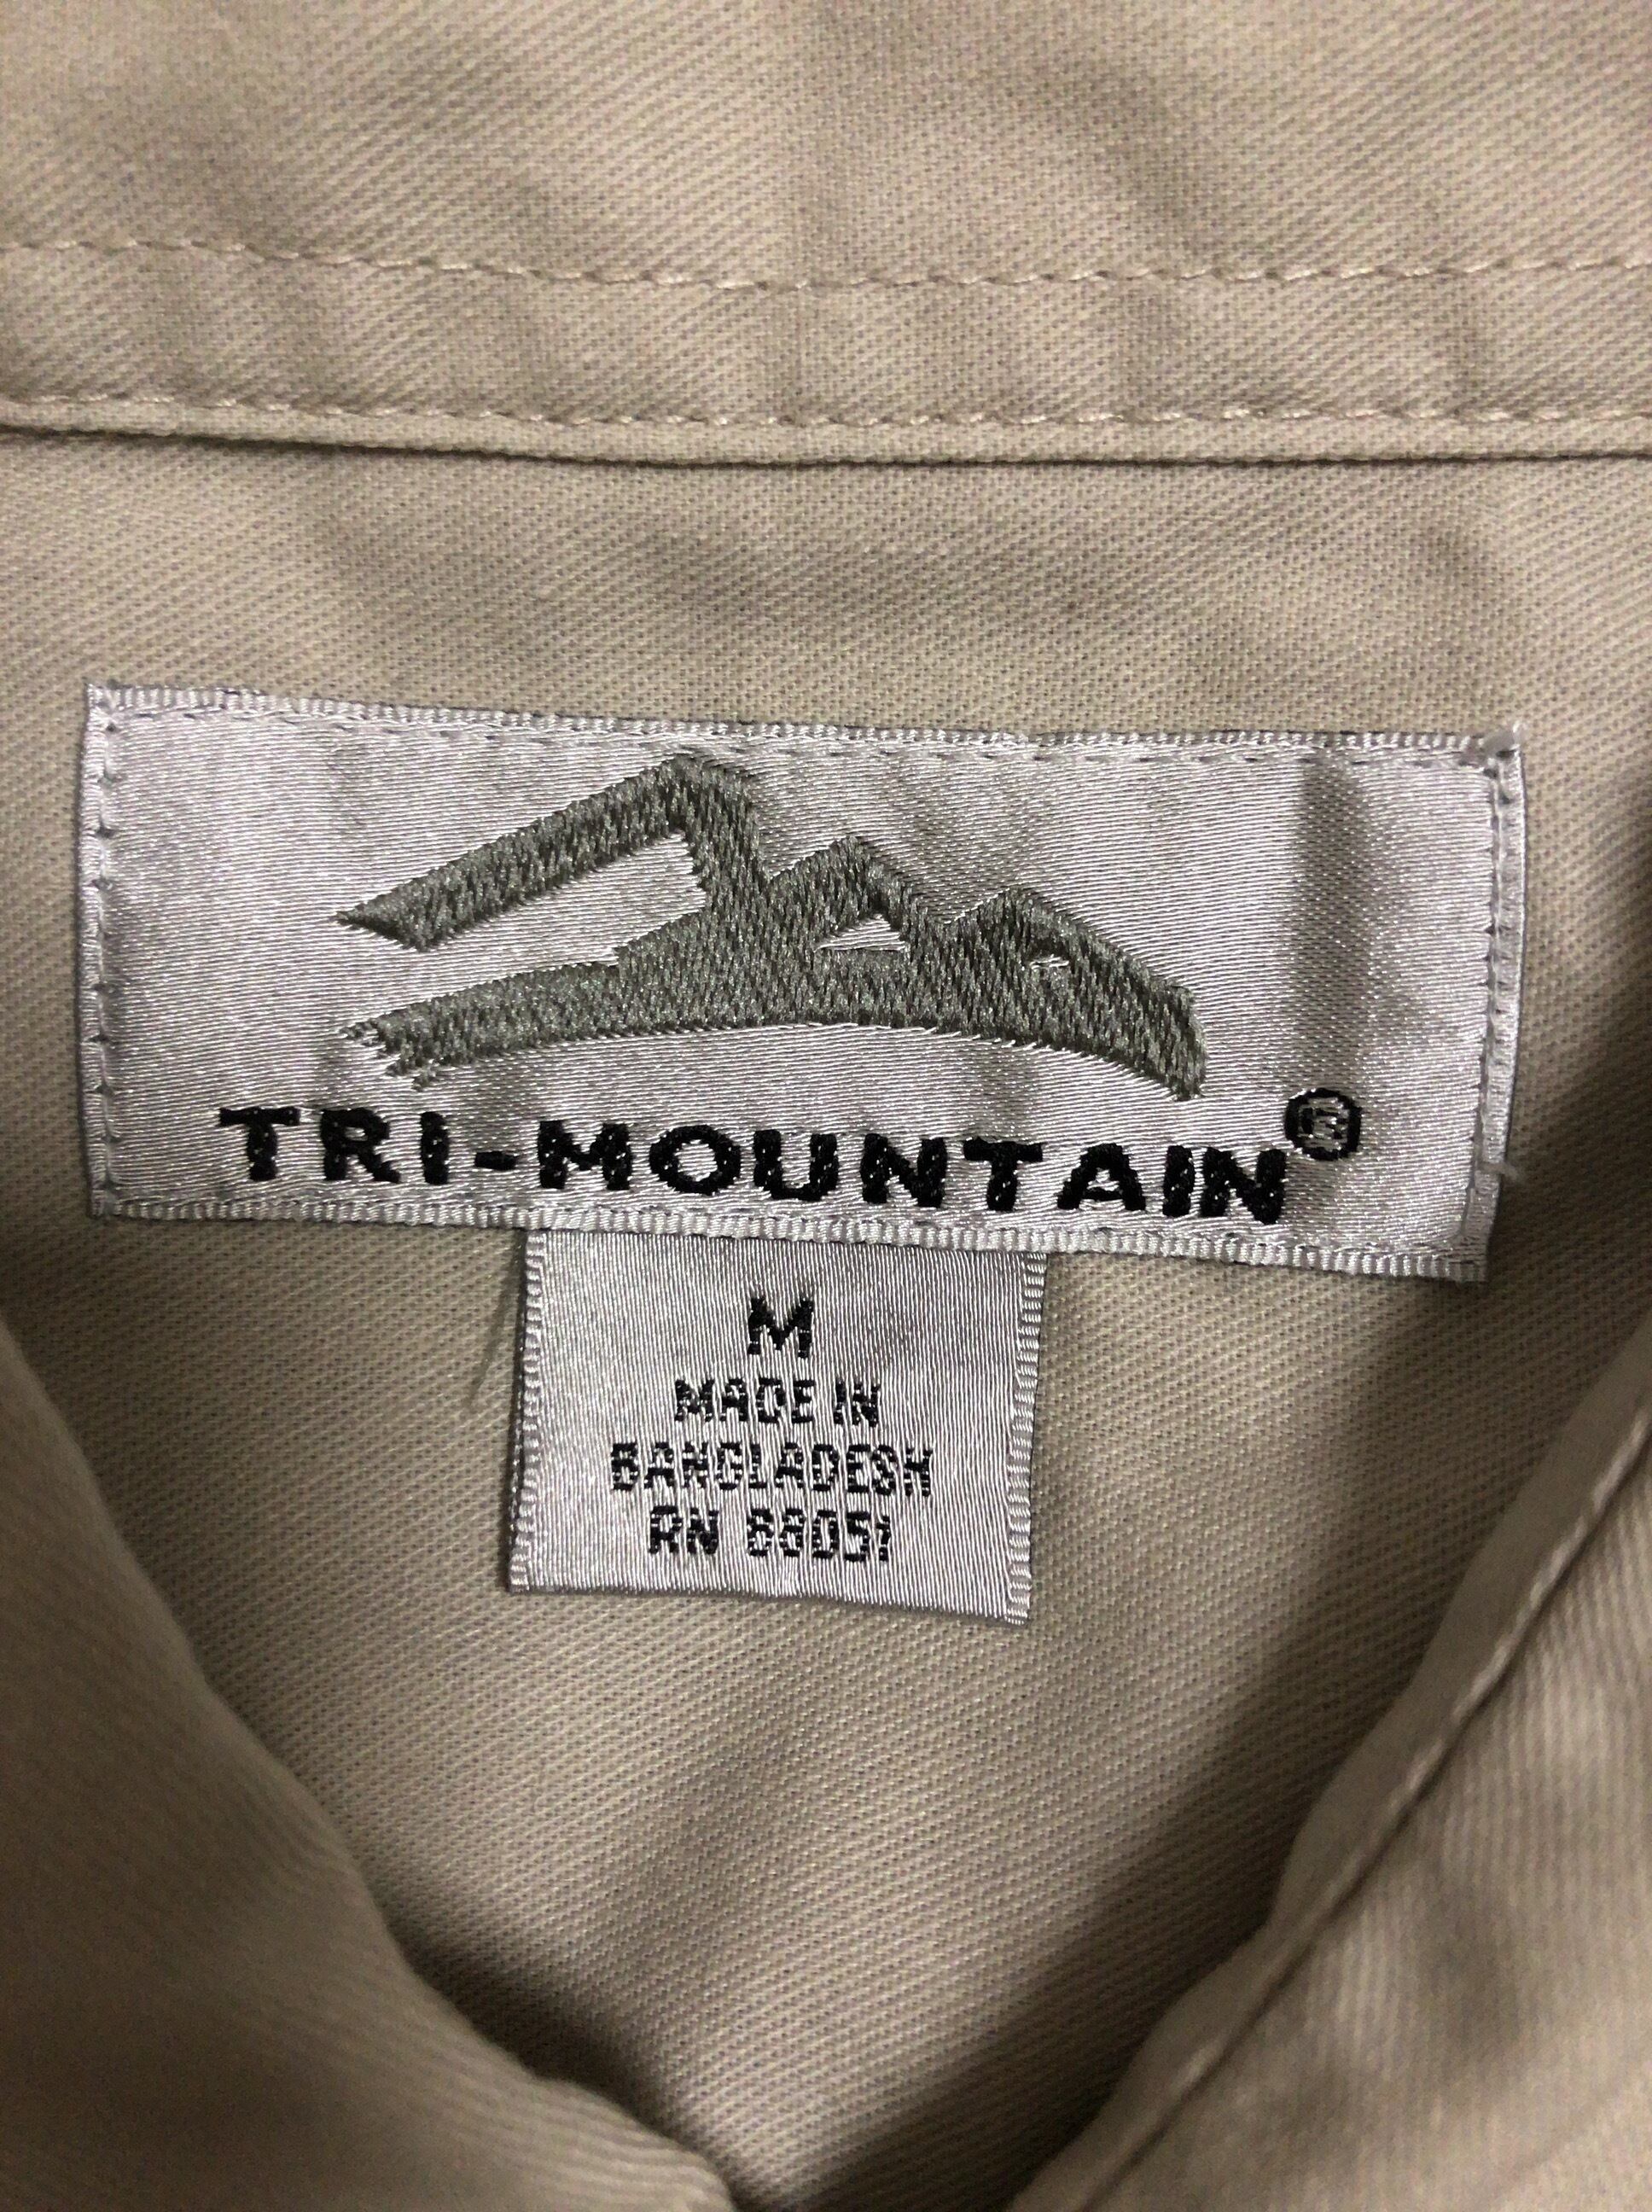 TRI-MOUNTAIN®
M
MADE IN
BANGLADESH
RN 88051